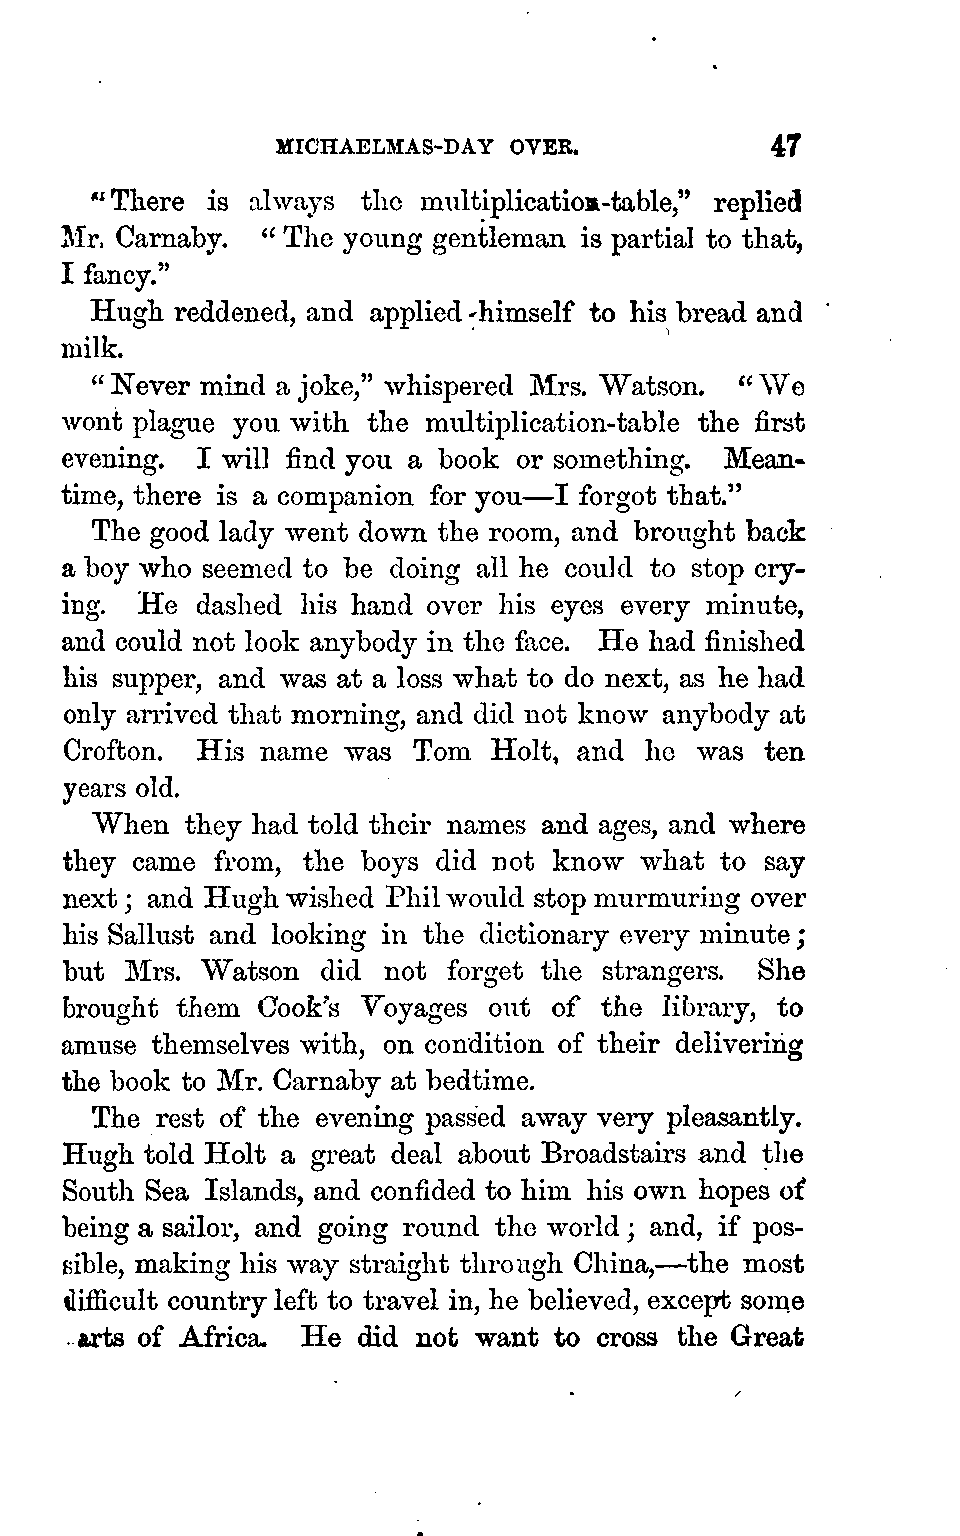 MICHAELMAS-DAY OVER. 47
"There is always the multiplication-table," replied
Mr. Carnaby. "The young gentleman is partial to that,
I fancy."
Hugh reddened, and applied himself to his bread and
milk.
"Never mind a joke," whispered Mrs. Watson. "We
wont plague you with the multiplication-table the first
evening. I will find you a book or something. Mean-
time, there is a companion for you—I forgot that."
The good lady went down the room, and brought back
a boy who seemed to be doing all he could to stop cry-
ing. He dashed his hand over his eyes every minute,
and could not look anybody in the face. He had finished
his supper, and was at a loss what to do next, as he had
only arrived that morning, and did not know anybody at
Crofton. His name was Tom Holt, and he was ten
years old.
When they had told their names and ages, and where
they came from, the boys did not know what to say
next; and Hugh wished Phil would stop murmuring over
his Sallust and looking in the dictionary every minute;
but Mrs. Watson did not forget the strangers. She
brought them Cook's Voyages out of the library, to
amuse themselves with, on condition of their delivering
the book to Mr. Carnaby at bedtime.
The rest of the evening passed away very pleasantly.
Hugh told Holt a great deal about Broadstairs and the
South Sea Islands, and confided to him his own hopes of
being a sailor, and going round the world; and, if pos-
sible, making his way straight through China,—the most
difficult country left to travel in, he believed, except some
arts of Africa. He did not want to cross the Great